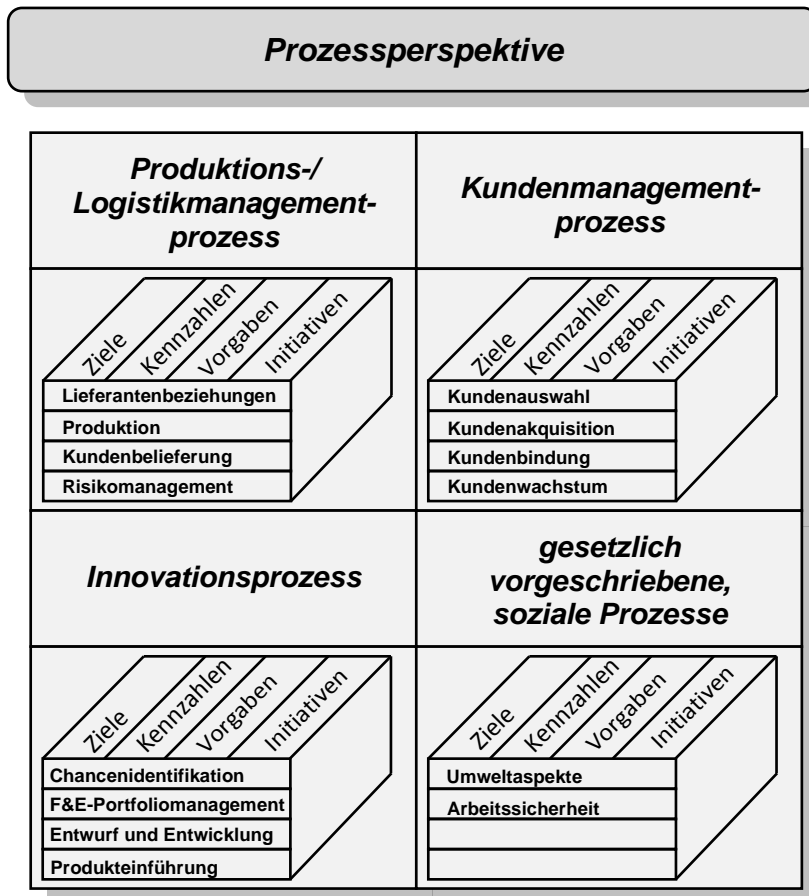 Prozessperspektive
Produktions-/
Logistikmanagement-
prozess
Kundenmanagement-
prozess
Ziele Kennzahlen Vorgaben Initiativen
Lieferantenbeziehungen
Produktion
Kundenbelieferung
Risikomanagement
Ziele Kennzahlen Vorgaben Initiativen
Kundenauswahl
Kundenakquisition
Kundenbindung
Kundenwachstum
Innovationsprozess
gesetzlich
vorgeschriebene,
soziale Prozesse
Ziele Kennzahlen Vorgaben Initiativen
Chancenidentifikation
F&E-Portfoliomanagement
Entwurf und Entwicklung
Produkteinführung
Ziele Kennzahlen Vorgaben Initiativen
Umweltaspekte
Arbeitssicherheit